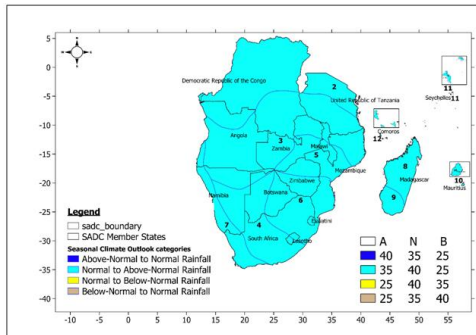 5
0
-5
-10
-15
-20
-25
-30
-35
-40
-10 -5 0 5 10 15 20 25 30 35 40 45 50 55
Democratic Republic of the Congo
2
United Republic of Tanzania
11
Seychelles
11
Angola
3
Zambia
Malawi
5
12
Comoros
Mozambique
8
Madagascar
9
10
Mauritius
Zimbabwe
Botswana
6
Namibia
7
4
South Africa
Lesotho
Legend
sadc_boundary
SADC Member States
Seasonal Climate Outlook categories
Above-Normal to Normal Rainfall
Normal to Above-Normal Rainfall
Normal to Below-Normal Rainfall
Below-Normal to Normal Rainfall
A N B
40 35 25
35 40 25
25 40 35
25 35 40